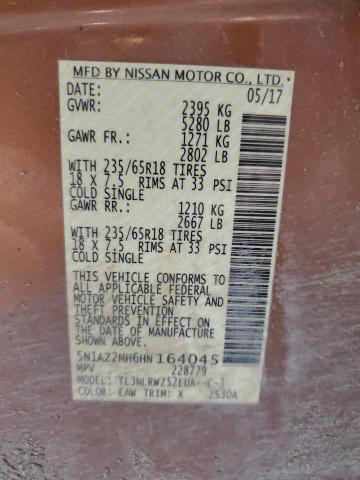 MFD BY NISSAN MOTOR CO., LTD.
05/17
GVWR: 2395 KG
5280 LB
GAWR FR.: 1271 KG
2802 LB
WITH 235/65R18 TIRES
18 X 7.5 RIMS AT 33 PSI
COLD SINGLE
GAWR RR.: 1210 KG
2667 LB
WITH 235/65R18 TIRES
18 X 7.5 RIMS AT 33 PSI
COLD SINGLE
THIS VEHICLE CONFORMS TO
ALL APPLICABLE FEDERAL
MOTOR VEHICLE SAFETY AND
THEFT PREVENTION
STANDARDS IN EFFECT ON
THE DATE OF MANUFACTURE
SHOWN ABOVE
5N1AZ2MH6HN 164045
MPV 228779
MODEL: TLJNLRWZ52EUA C-3
COLOR: EAW TRIM: X 2S30A